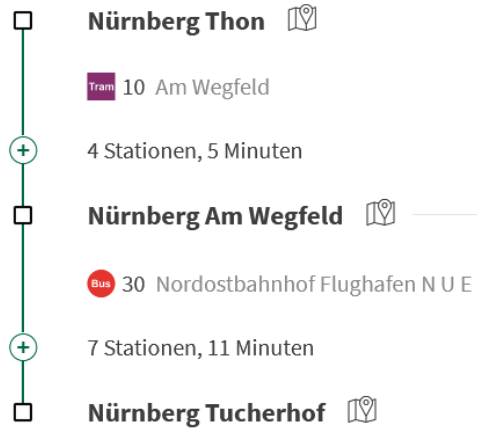 Nürnberg Thon
Tram 10 Am Wegfeld
4 Stationen, 5 Minuten
Nürnberg Am Wegfeld
Bus 30 Nordostbahnhof Flughafen N U E
7 Stationen, 11 Minuten
Nürnberg Tucherhof